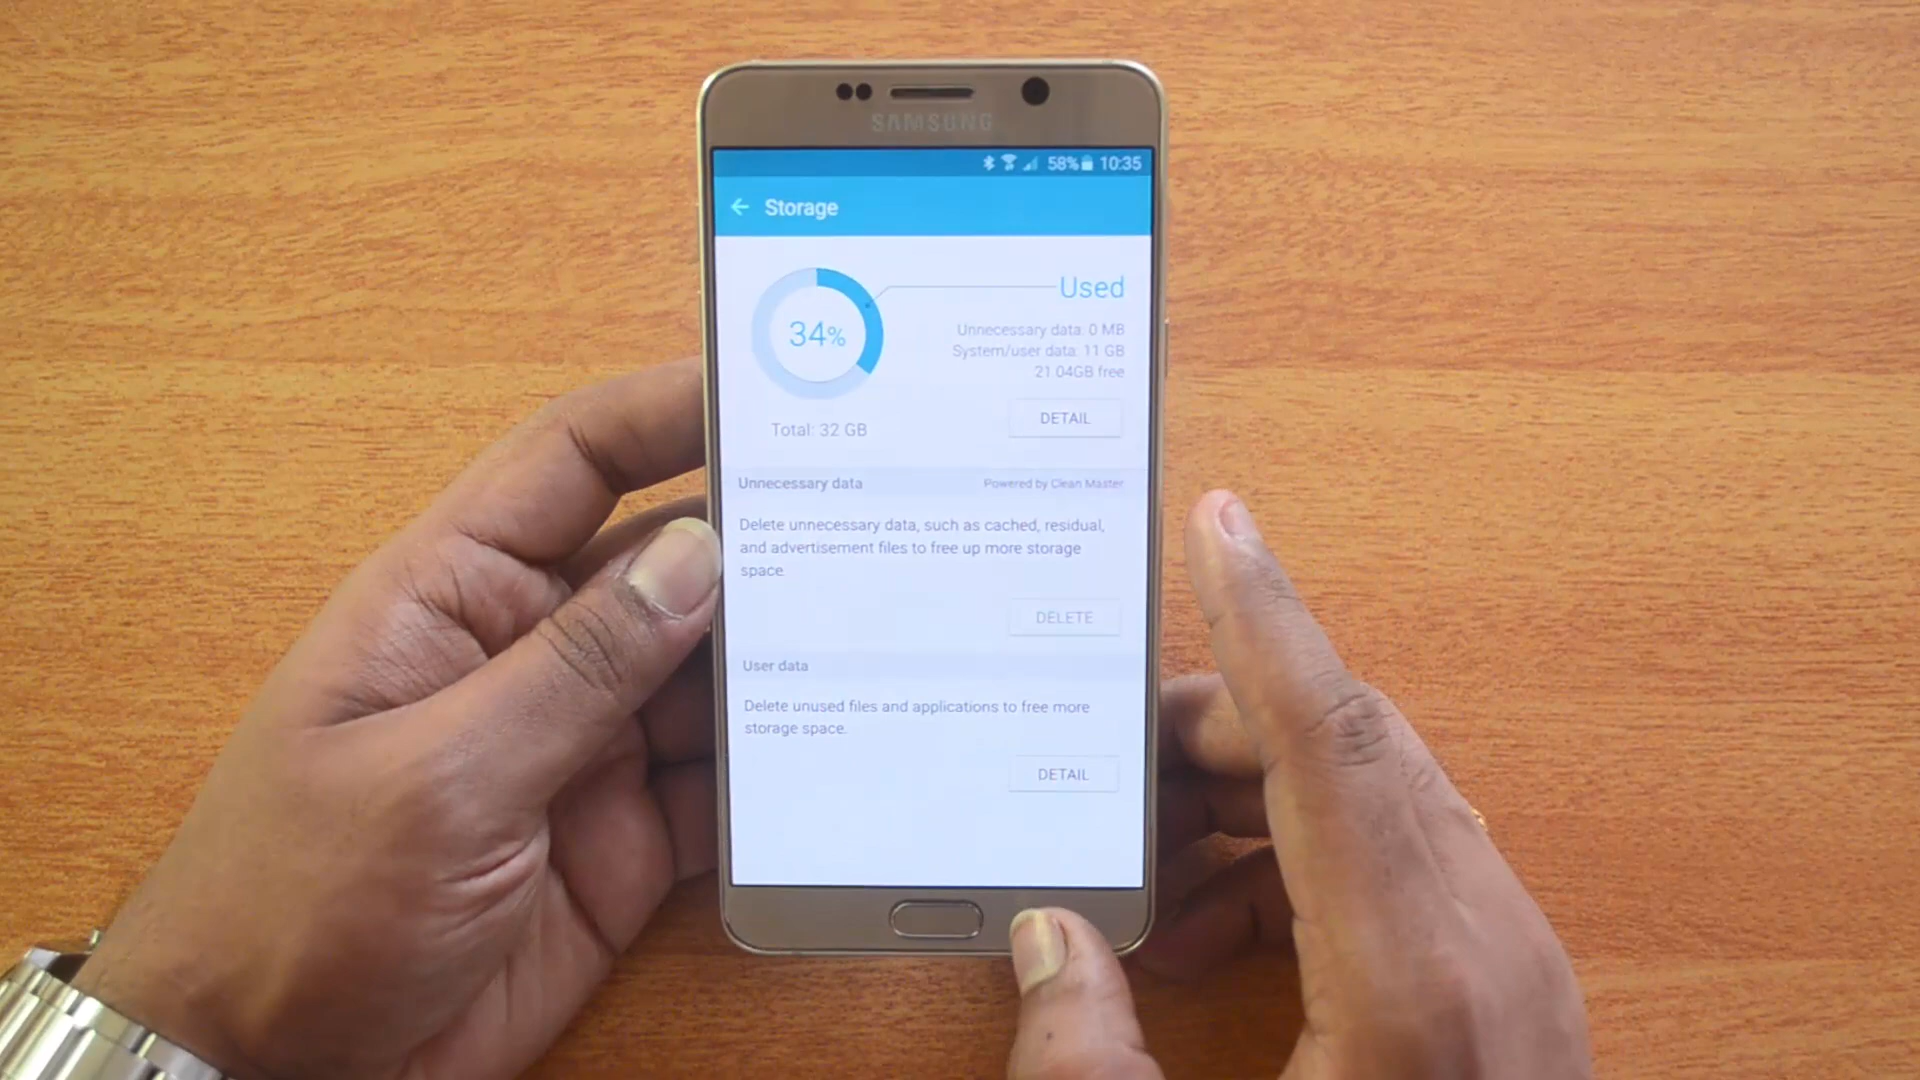 SAMSUNG
58% 10:35
Storage
Used
34%
Unnecessary data: 0 MB
System/user data: 11 GB
21.04GB free
DETAIL
Total: 32 GB
Unnecessary data Powered by Clean Master
Delete unnecessary data, such as cached, residual,
and advertisement files to free up more storage
space.
DELETE
User data
Delete unused files and applications to free more
storage space.
DETAIL